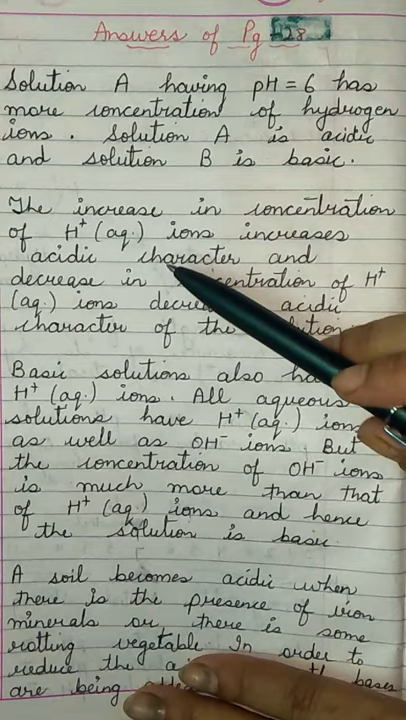 Answers of Pg 28
Solution A having pH = 6 has
more concentration of hydrogen
ions. Solution A is acidic
and solution B is basic.
The increase in concentration
of H⁺ (aq.) ions increases
acidic character and
decrease in of H⁺
(aq.) ions acidic
character of the
Basic solutions also
H⁺ (aq.) ions. All aqueous
solutions have H⁺ (aq.) ions
as well as OH⁻ ions. But
the concentration of OH⁻ ions
is much more than that
of H⁺ (aq.) ions and hence
the solution is basic.
A soil becomes acidic when
there is the presence of iron
minerals or there is some
rotting vegetable. In order to
reduce the bases
are being